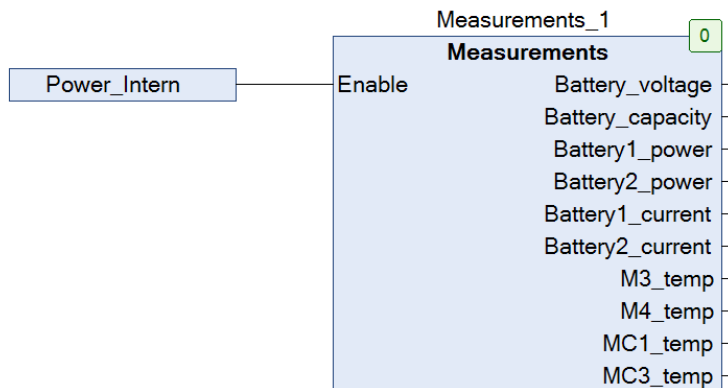 Measurements_1
0
Measurements
Power_Intern
Enable
Battery_voltage
Battery_capacity
Battery1_power
Battery2_power
Battery1_current
Battery2_current
M3_temp
M4_temp
MC1_temp
MC3_temp